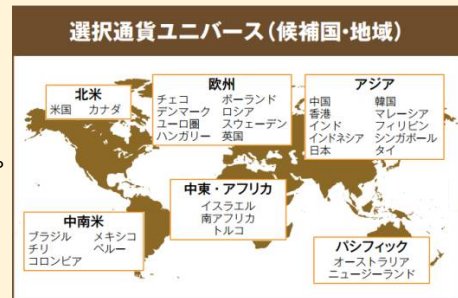 選択通貨ユニバース(候補国・地域)
北米
米国 カナダ
欧州
チェコ ポーランド
デンマーク ロシア
ユーロ圏 スウェーデン
ハンガリー 英国
アジア
中国 韓国
香港 マレーシア
インド フィリピン
インドネシア シンガポール
日本 タイ
中東・アフリカ
イスラエル
南アフリカ
トルコ
中南米
ブラジル メキシコ
チリ ペルー
コロンビア
パシフィック
オーストラリア
ニュージーランド
。